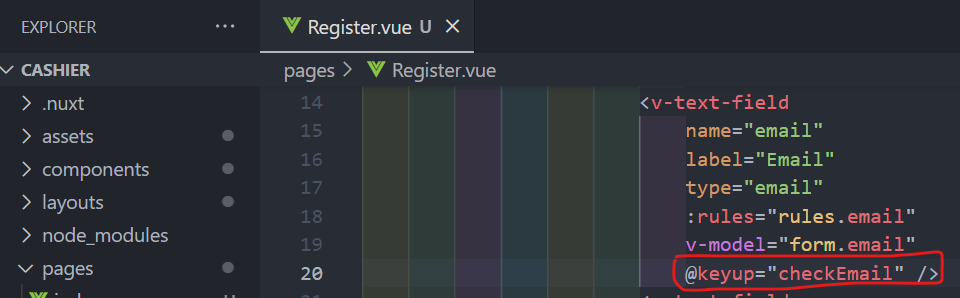 EXPLORER
Register.vue U
CASHIER
pages > Register.vue
.nuxt
14 <v-text-field
assets
15 name="email"
components
16 label="Email"
17 type="email"
layouts
18 :rules="rules.email"
node_modules
19 v-model="form.email"
pages
20 @keyup="checkEmail" />